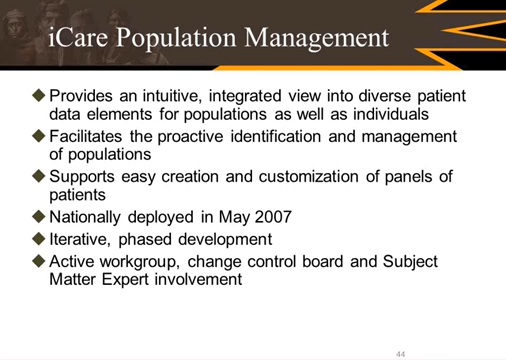 iCare Population Management
Provides an intuitive, integrated view into diverse patient
data elements for populations as well as individuals
Facilitates the proactive identification and management
of populations
Supports easy creation and customization of panels of
patients
Nationally deployed in May 2007
Iterative, phased development
Active workgroup, change control board and Subject
Matter Expert involvement
44